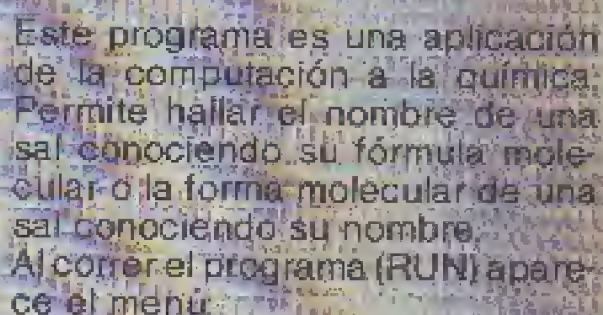 Este programa es una aplicación
de la computación a la química.
Permite hallar el nombre de una
sal conociendo su fórmula mole-
cular o la forma molecular de una
sal conociendo su nombre.
Al correr el programa (RUN) apare-
ce el menú